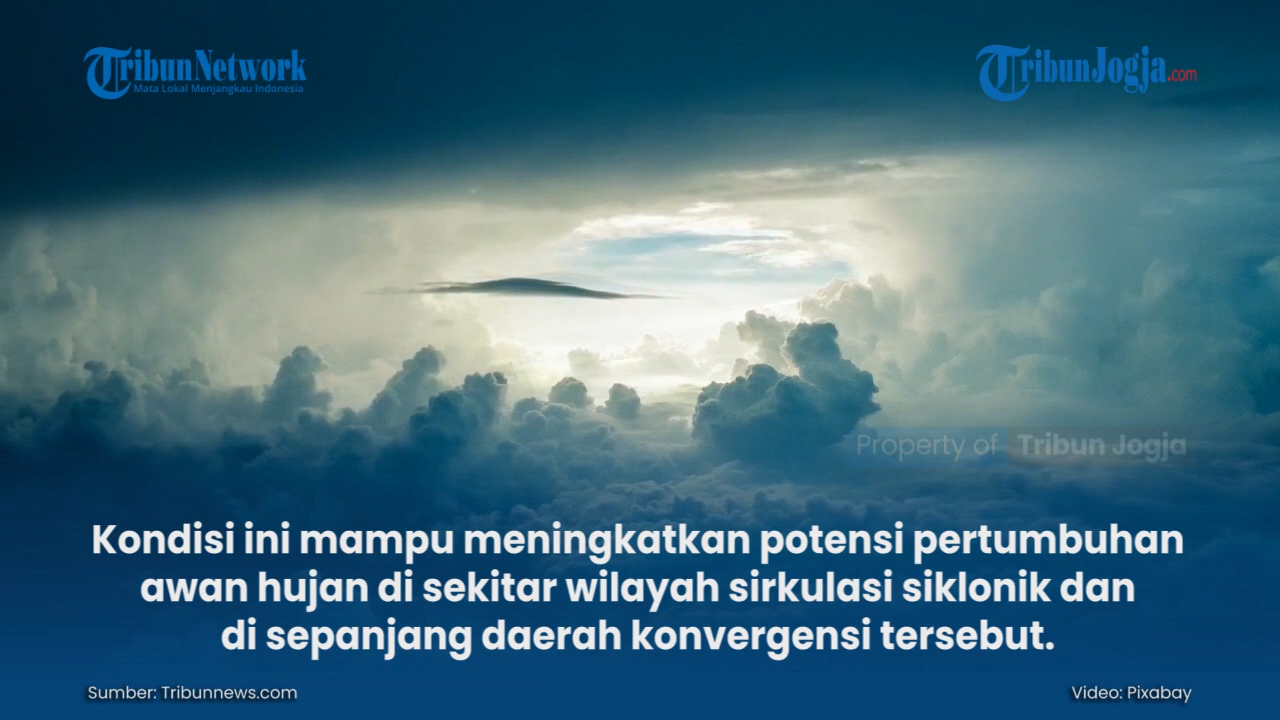 TribunNetwork
Mata Lokal Menjangkau Indonesia
TribunJogja.com
Property of Tribun Jogja
Kondisi ini mampu meningkatkan potensi pertumbuhan
awan hujan di sekitar wilayah sirkulasi siklonik dan
di sepanjang daerah konvergensi tersebut.
Sumber: Tribunnews.com
Video: Pixabay